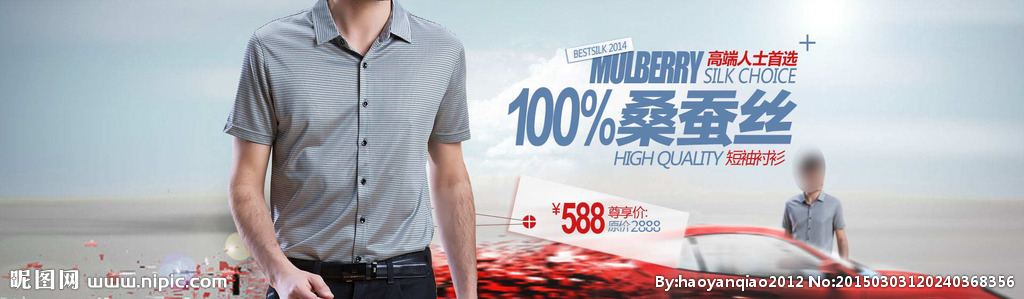 BESTSILK 2014
MULBERRY 高端人士首选
SILK CHOICE
100%桑蚕丝
HIGH QUALITY 短袖衬衫
¥588 尊享价:
原价2888
昵图网 www.nipic.com
By:haoyanqiao2012 No:20150303120240368356